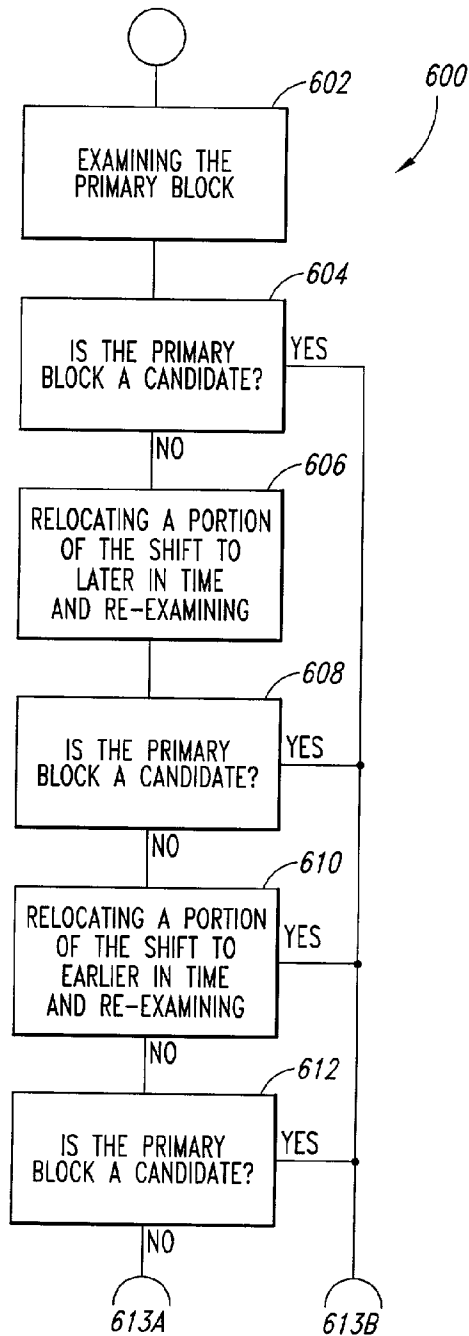 602
600
EXAMINING THE
PRIMARY BLOCK
604
IS THE PRIMARY
BLOCK A CANDIDATE?
YES
NO
606
RELOCATING A PORTION
OF THE SHIFT TO
LATER IN TIME
AND RE-EXAMINING
608
IS THE PRIMARY
BLOCK A CANDIDATE?
YES
NO
610
RELOCATING A PORTION
OF THE SHIFT TO
EARLIER IN TIME
AND RE-EXAMINING
YES
NO
612
IS THE PRIMARY
BLOCK A CANDIDATE?
YES
NO
613A
613B